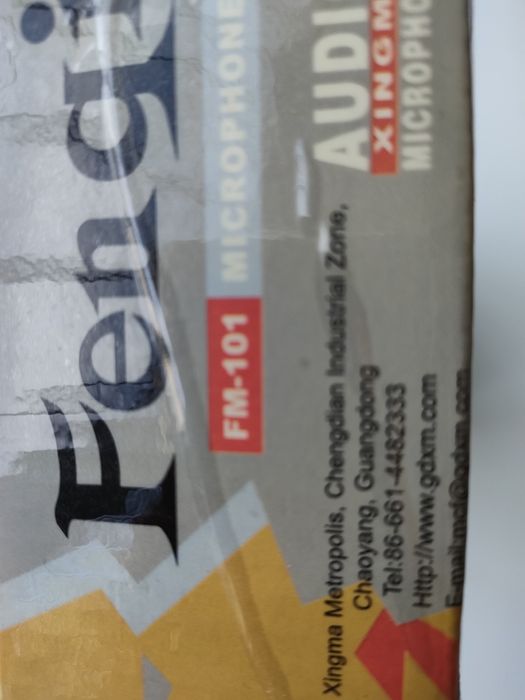 Fengi
FM-101 MICROPHONE
AUDI
XINGM
MICROPHO
Xingma Metropolis, Chengdian Industrial Zone,
Chaoyang, Guangdong
Tel:86-661-4482333
Http://www.gdxm.com